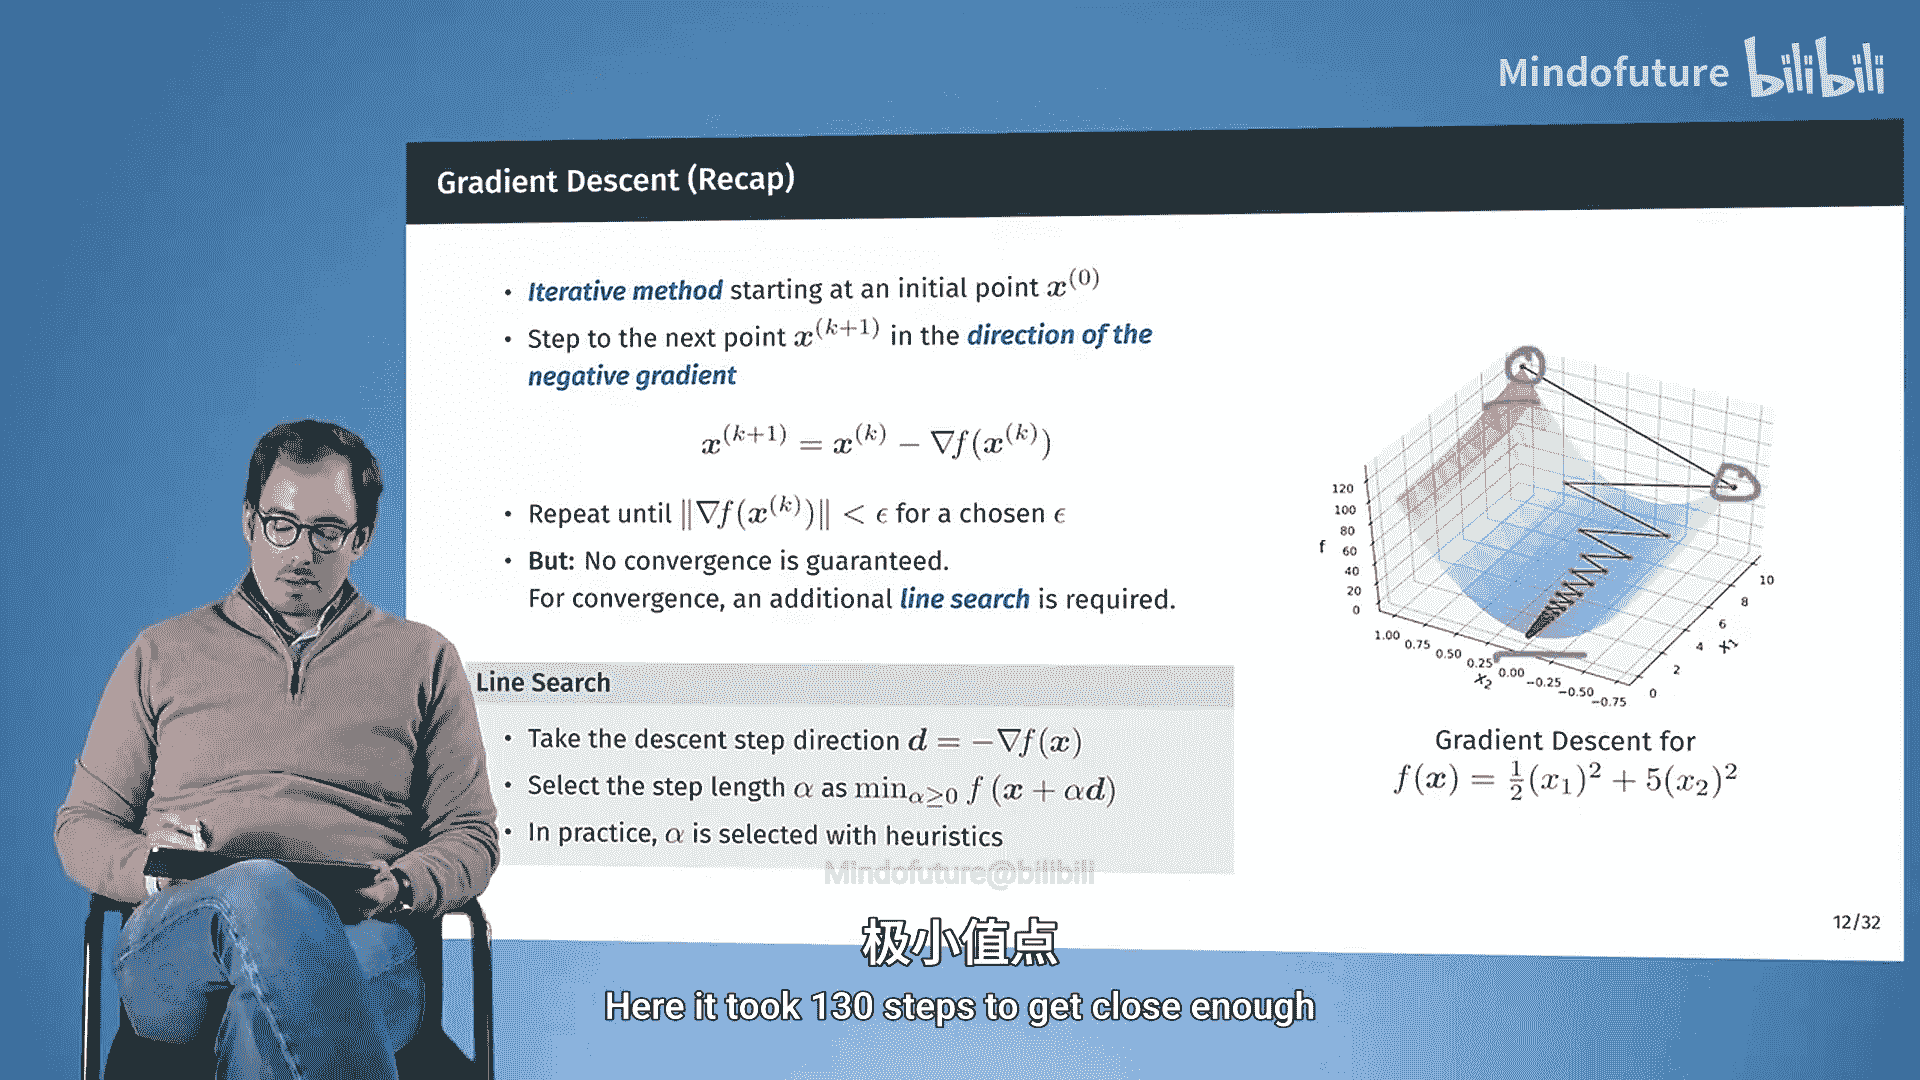 Mindofuture bilibili
Gradient Descent (Recap)
• Iterative method starting at an initial point x^(0)
• Step to the next point x^(k+1) in the direction of the
negative gradient
x^(k+1) = x^(k) − ∇f(x^(k))
• Repeat until ‖∇f(x^(k))‖ < ϵ for a chosen ϵ
• But: No convergence is guaranteed.
For convergence, an additional line search is required.
Line Search
• Take the descent step direction d = −∇f(x)
• Select the step length α as min_{α≥0} f (x + αd)
• In practice, α is selected with heuristics
f
120
100
80
60
40
20
0
1.00
0.75
0.50
0.25
0.00
−0.25
−0.50
−0.75
x₂
0
2
4
6
8
10
x₁
Gradient Descent for
f(x) = ½(x₁)² + 5(x₂)²
12/32
Mindofuture@bilibili
极小值点
Here it took 130 steps to get close enough